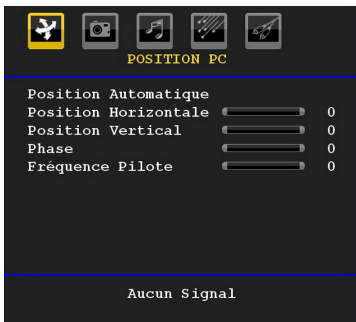 POSITION PC
Position Automatique
Position Horizontale 0
Position Vertical 0
Phase 0
Fréquence Pilote 0
Aucun Signal